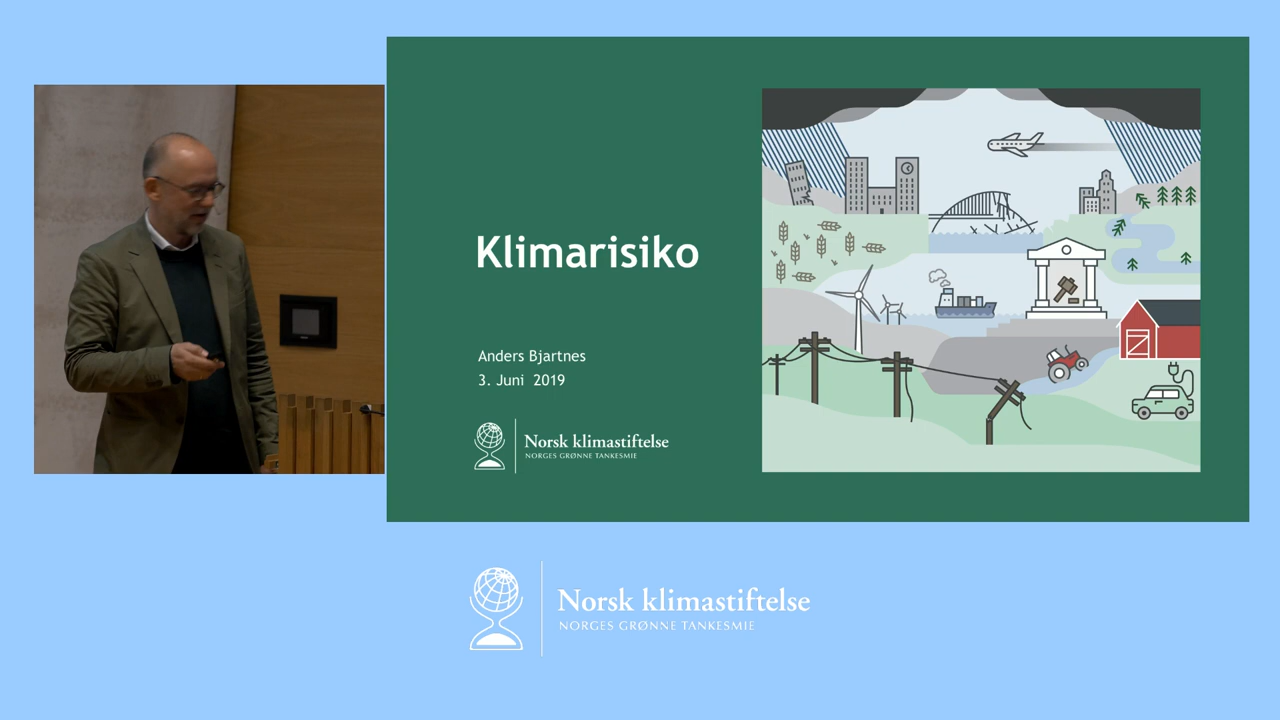 Klimarisiko
Anders Bjartnes
3. Juni 2019
Norsk klimastiftelse
NORGES GRØNNE TANKESMIE
Norsk klimastiftelse
NORGES GRØNNE TANKESMIE